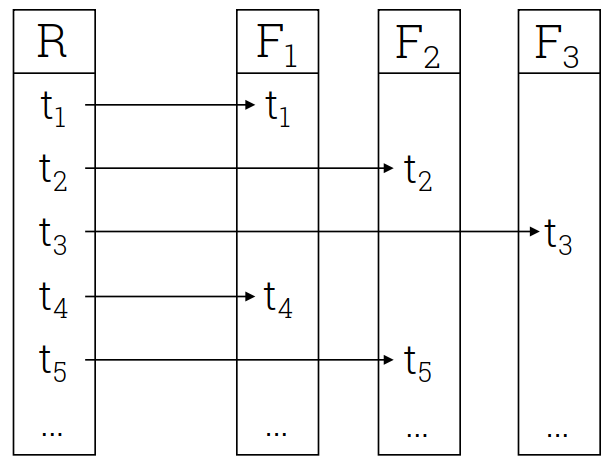 R F₁ F₂ F₃
t₁ t₁
t₂ t₂
t₃ t₃
t₄ t₄
t₅ t₅
... ... ... ...